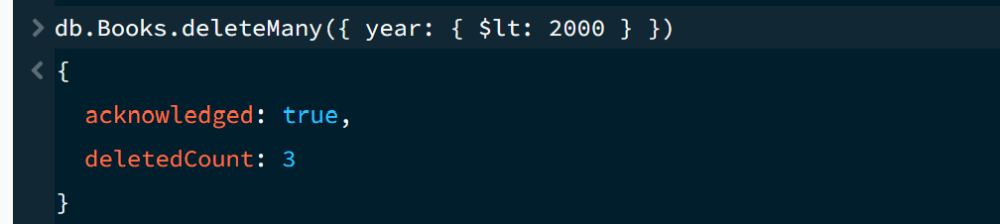 db.Books.deleteMany({ year: { $lt: 2000 } })
{
acknowledged: true,
deletedCount: 3
}